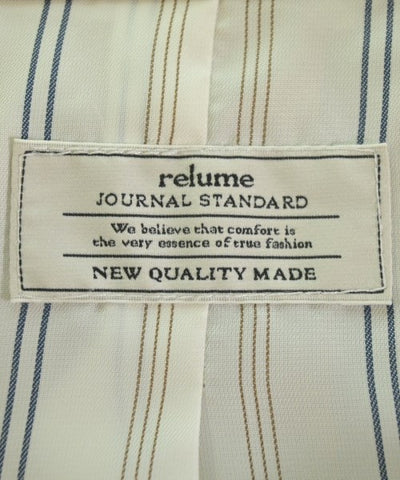 relume
JOURNAL STANDARD
We believe that comfort is
the very essence of true fashion
NEW QUALITY MADE